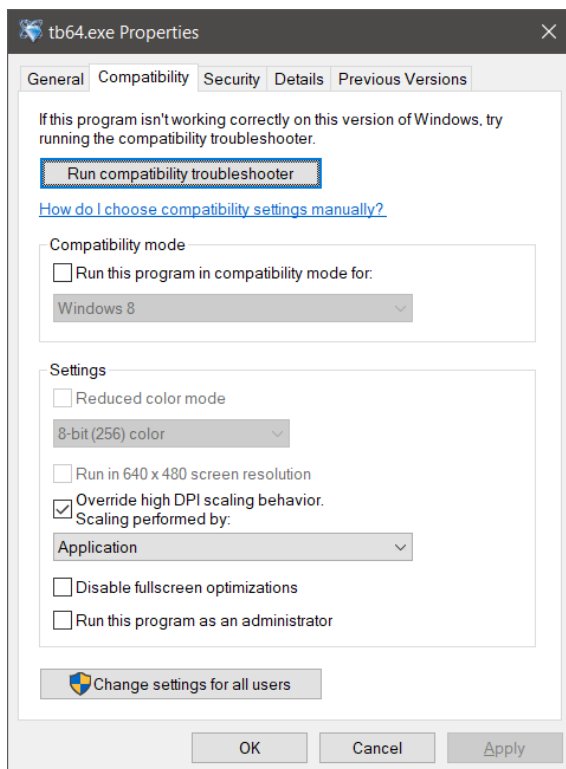 tb64.exe Properties
General Compatibility Security Details Previous Versions
If this program isn't working correctly on this version of Windows, try
running the compatibility troubleshooter.
Run compatibility troubleshooter
How do I choose compatibility settings manually?
Compatibility mode
Run this program in compatibility mode for:
Windows 8
Settings
Reduced color mode
8-bit (256) color
Run in 640 x 480 screen resolution
Override high DPI scaling behavior.
Scaling performed by:
Application
Disable fullscreen optimizations
Run this program as an administrator
Change settings for all users
OK Cancel Apply